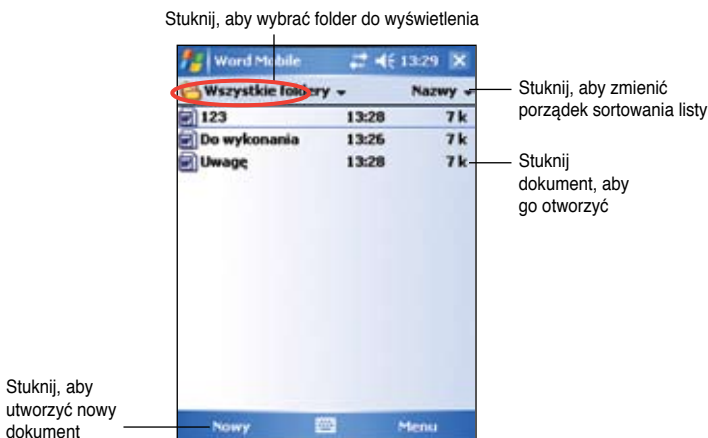 Stuknij, aby wybrać folder do wyświetlenia
Word Mobile 13:29
Wszystkie foldery Nazwy
123 13:28 7 k
Do wykonania 13:26 7 k
Uwagę 13:28 7 k
Stuknij, aby zmienić
porządek sortowania listy
Stuknij
dokument, aby
go otworzyć
Stuknij, aby
utworzyć nowy
dokument
Nowy Menu